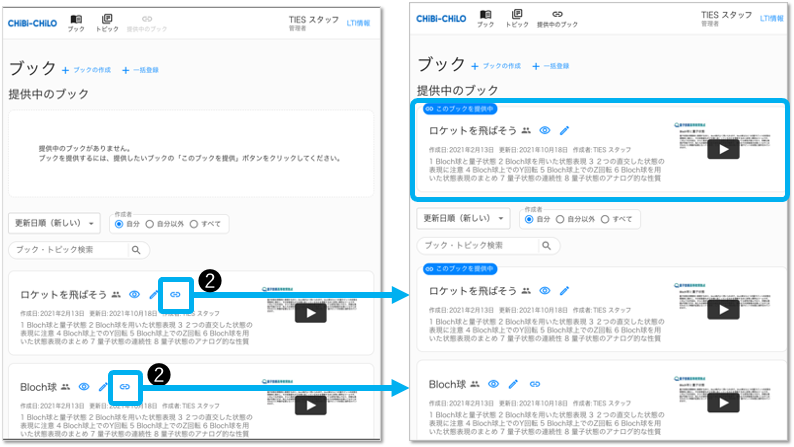 CHiBi-CHiLO
ブック
トピック
提供中のブック
TIES スタッフ
管理者
LTI情報
ブック
+ ブックの作成
+ 一括登録
提供中のブック
提供中のブックがありません。
ブックを提供するには、提供したいブックの「このブックを提供」ボタンをクリックしてください。
更新日順（新しい）
作成者
自分
自分以外
すべて
ブック・トピック検索
2
ロケットを飛ばそう
作成日:2021年2月13日 更新日:2021年10月18日 作成者:TIES スタッフ
1 Bloch球と量子状態 2 Bloch球を用いた状態表現 3 2つの直交した状態の
表現に注意 4 Bloch球上でのY回転 5 Bloch球上でのZ回転 6 Bloch球を用
いた状態表現のまとめ 7 量子状態の連続性 8 量子状態のアナログ的な性質
2
Bloch球
作成日:2021年2月13日 更新日:2021年10月18日 作成者:TIES スタッフ
1 Bloch球と量子状態 2 Bloch球を用いた状態表現 3 2つの直交した状態の
表現に注意 4 Bloch球上でのY回転 5 Bloch球上でのZ回転 6 Bloch球を用
いた状態表現のまとめ 7 量子状態の連続性 8 量子状態のアナログ的な性質
CHiBi-CHiLO
ブック
トピック
提供中のブック
TIES スタッフ
管理者
LTI情報
ブック
+ ブックの作成
+ 一括登録
提供中のブック
このブックを提供中
ロケットを飛ばそう
作成日:2021年2月13日 更新日:2021年10月18日 作成者:TIES スタッフ
1 Bloch球と量子状態 2 Bloch球を用いた状態表現 3 2つの直交した状態の
表現に注意 4 Bloch球上でのY回転 5 Bloch球上でのZ回転 6 Bloch球を用
いた状態表現のまとめ 7 量子状態の連続性 8 量子状態のアナログ的な性質
Bloch球と量子状態
更新日順（新しい）
作成者
自分
自分以外
すべて
ブック・トピック検索
このブックを提供中
ロケットを飛ばそう
作成日:2021年2月13日 更新日:2021年10月18日 作成者:TIES スタッフ
1 Bloch球と量子状態 2 Bloch球を用いた状態表現 3 2つの直交した状態の
表現に注意 4 Bloch球上でのY回転 5 Bloch球上でのZ回転 6 Bloch球を用
いた状態表現のまとめ 7 量子状態の連続性 8 量子状態のアナログ的な性質
Bloch球
作成日:2021年2月13日 更新日:2021年10月18日 作成者:TIES スタッフ
1 Bloch球と量子状態 2 Bloch球を用いた状態表現 3 2つの直交した状態の
表現に注意 4 Bloch球上でのY回転 5 Bloch球上でのZ回転 6 Bloch球を用
いた状態表現のまとめ 7 量子状態の連続性 8 量子状態のアナログ的な性質